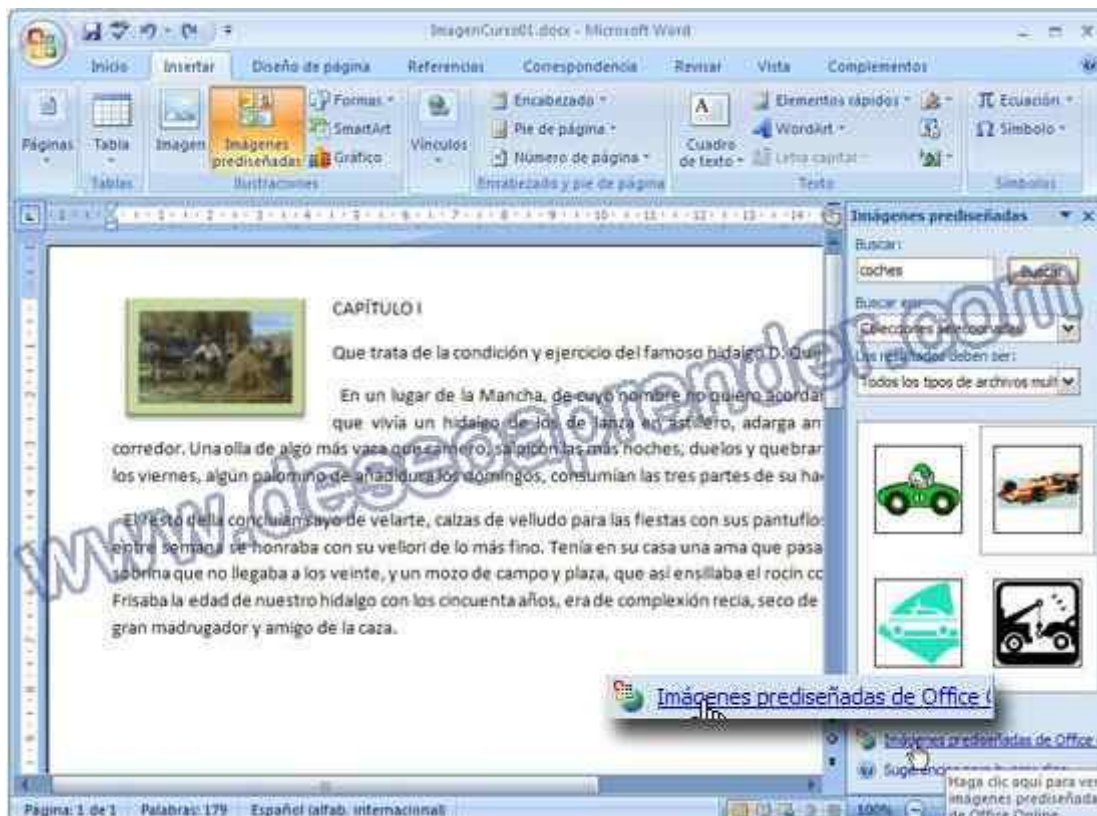 ImagenCurso01.docx - Microsoft Word
Inicio Insertar Diseño de página Referencias Correspondencia Revisar Vista Complementos
Páginas
Tabla
Tablas
Imagen
Imágenes prediseñadas
Formas
SmartArt
Gráfico
Ilustraciones
Vínculos
Encabezado
Pie de página
Número de página
Encabezado y pie de página
Cuadro de texto
Elementos rápidos
WordArt
Letra capital
Texto
Ecuación
Símbolo
Símbolos
Imágenes prediseñadas
Buscar:
coches Buscar
Buscar en:
Colecciones seleccionadas
Los resultados deben ser:
Todos los tipos de archivos mult
CAPÍTULO I
Que trata de la condición y ejercicio del famoso hidalgo D. Qui
En un lugar de la Mancha, de cuyo nombre no quiero acorda
que vivía un hidalgo de los de lanza en astillero, adarga an
corredor. Una olla de algo más vaca que carnero, salpicón las más noches, duelos y quebrar
los viernes, algún palomino de añadidura los domingos, consumían las tres partes de su ha
El resto della concluían sayo de velarte, calzas de velludo para las fiestas con sus pantuflo
entre semana se honraba con su vellorí de lo más fino. Tenía en su casa una ama que pasa
sobrina que no llegaba a los veinte, y un mozo de campo y plaza, que así ensillaba el rocín co
Frisaba la edad de nuestro hidalgo con los cincuenta años, era de complexión recia, seco de
gran madrugador y amigo de la caza.
www.deseoaprender.com
Imágenes prediseñadas de Office
Imágenes prediseñadas de Office
Haga clic aquí para ver
imágenes prediseñada
de Office Online
Página: 1 de 1 Palabras: 179 Español (alfab. internacional) 100%